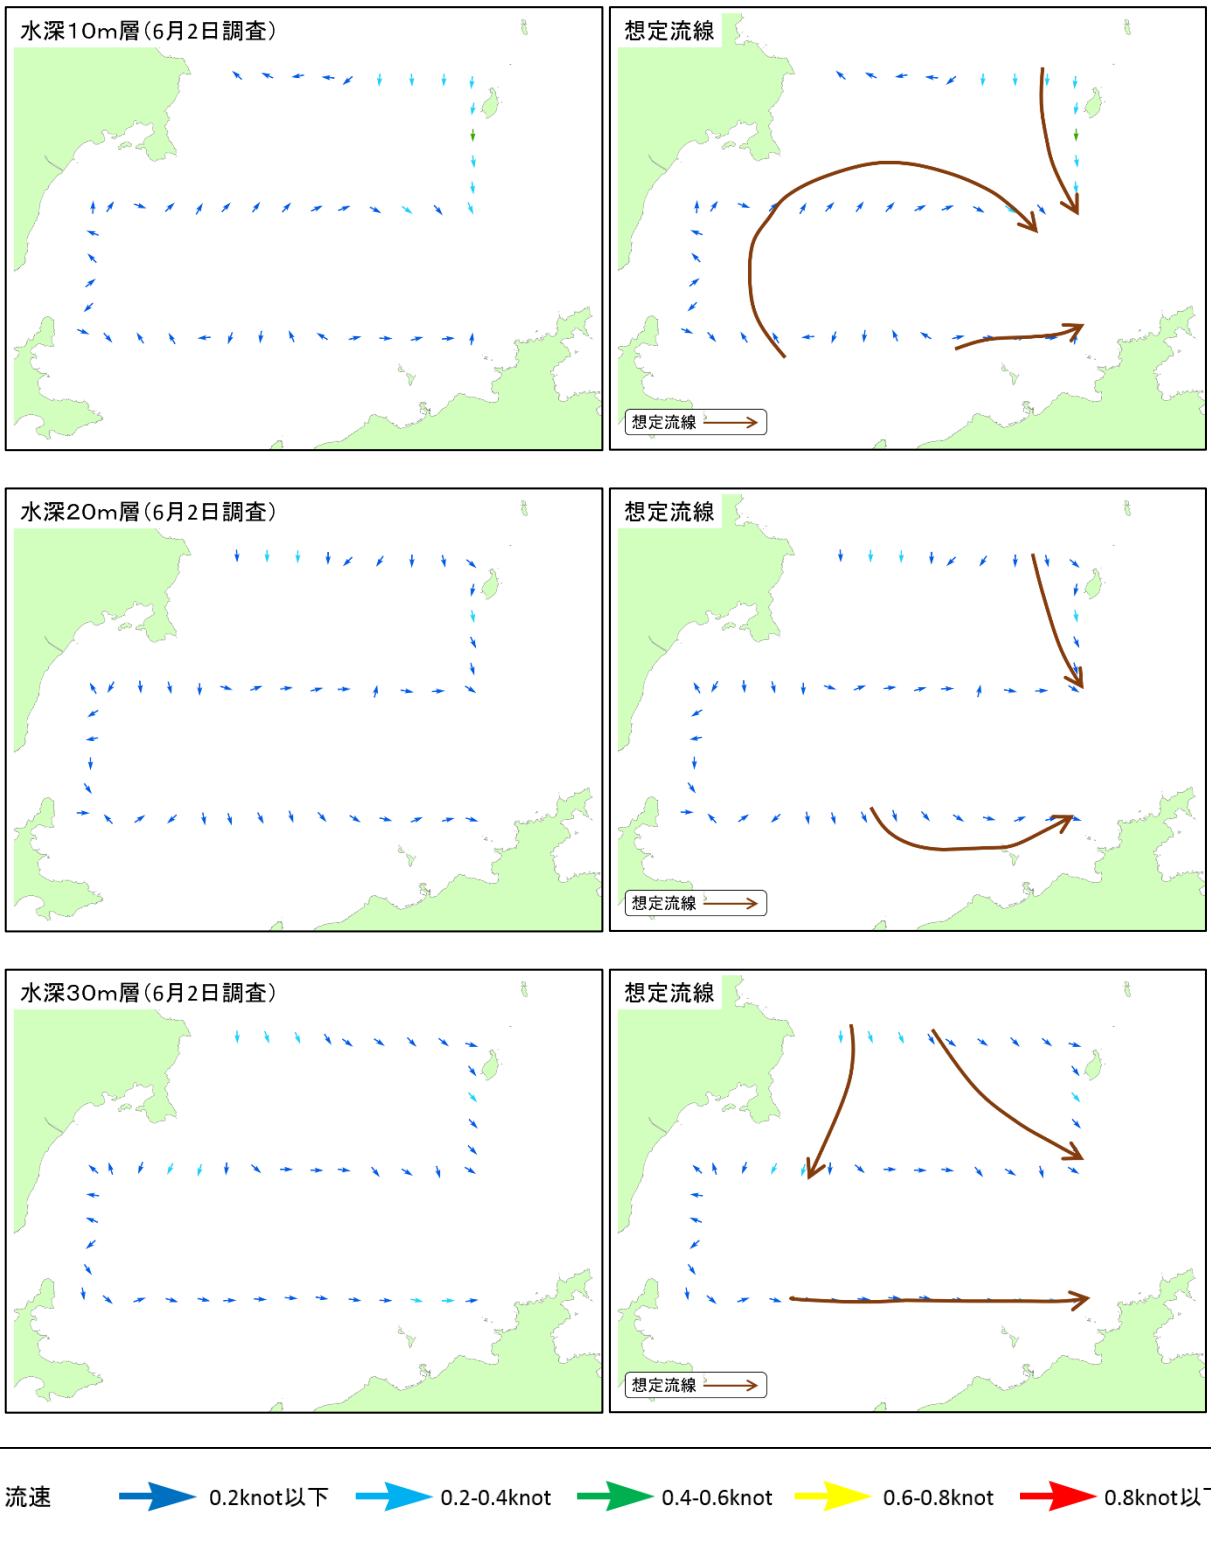 水深10m層(6月2日調査)
想定流線
想定流線
水深20m層(6月2日調査)
想定流線
想定流線
水深30m層(6月2日調査)
想定流線
想定流線
流速 0.2knot以下 0.2-0.4knot 0.4-0.6knot 0.6-0.8knot 0.8knot以下